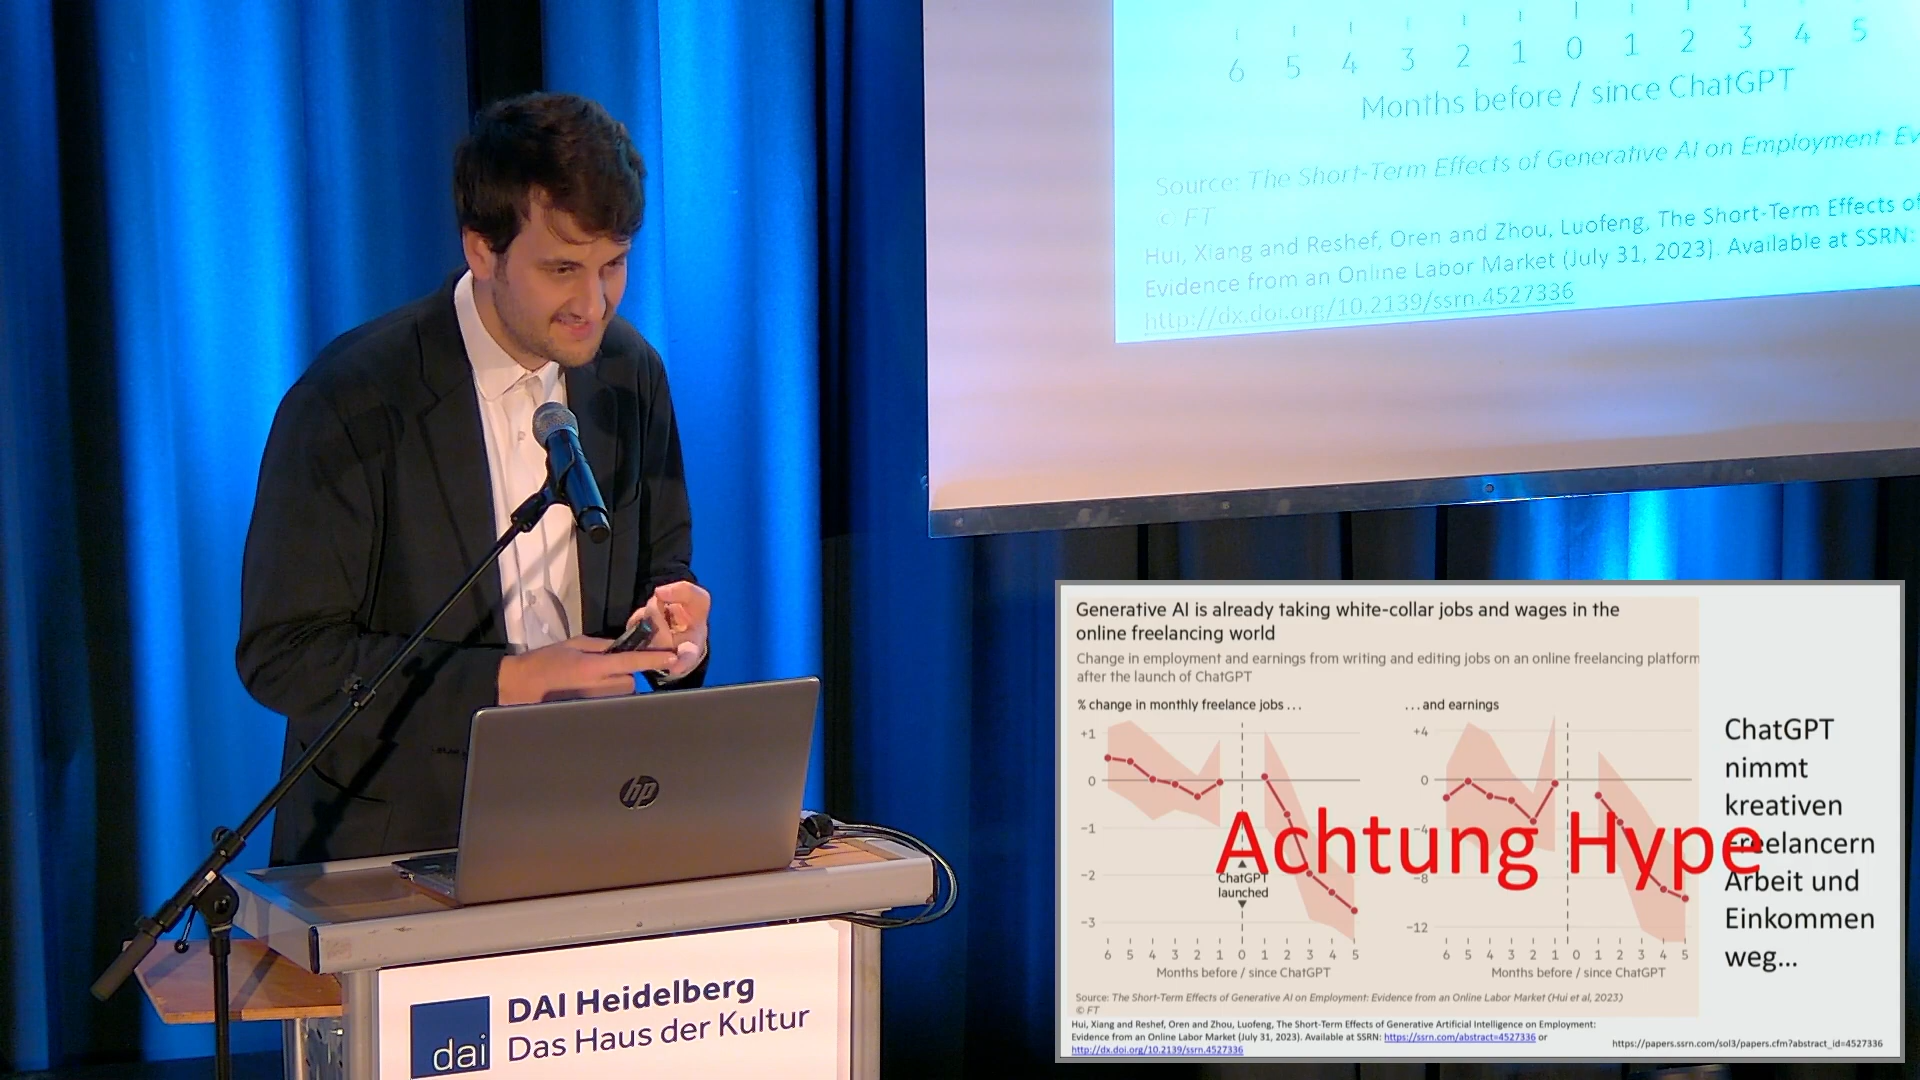 6 5 4 3 2 1 0 1 2 3 4 5
Months before / since ChatGPT
Source: The Short-Term Effects of Generative AI on Employment: Ev
© FT
Hui, Xiang and Reshef, Oren and Zhou, Luofeng, The Short-Term Effects of
Evidence from an Online Labor Market (July 31, 2023). Available at SSRN:
http://dx.doi.org/10.2139/ssrn.4527336
hp
dai
DAI Heidelberg
Das Haus der Kultur
Generative AI is already taking white-collar jobs and wages in the
online freelancing world
Change in employment and earnings from writing and editing jobs on an online freelancing platform
after the launch of ChatGPT
% change in monthly freelance jobs ...
+1
0
−1
−2
−3
ChatGPT
launched
6 5 4 3 2 1 0 1 2 3 4 5
Months before / since ChatGPT
...and earnings
+4
0
−4
−8
−12
6 5 4 3 2 1 0 1 2 3 4 5
Months before / since ChatGPT
Achtung Hype
ChatGPT
nimmt
kreativen
Freelancern
Arbeit und
Einkommen
weg...
Source: The Short-Term Effects of Generative AI on Employment: Evidence from an Online Labor Market (Hui et al, 2023)
© FT
Hui, Xiang and Reshef, Oren and Zhou, Luofeng, The Short-Term Effects of Generative Artificial Intelligence on Employment:
Evidence from an Online Labor Market (July 31, 2023). Available at SSRN: https://ssrn.com/abstract=4527336 or
http://dx.doi.org/10.2139/ssrn.4527336
https://papers.ssrn.com/sol3/papers.cfm?abstract_id=4527336